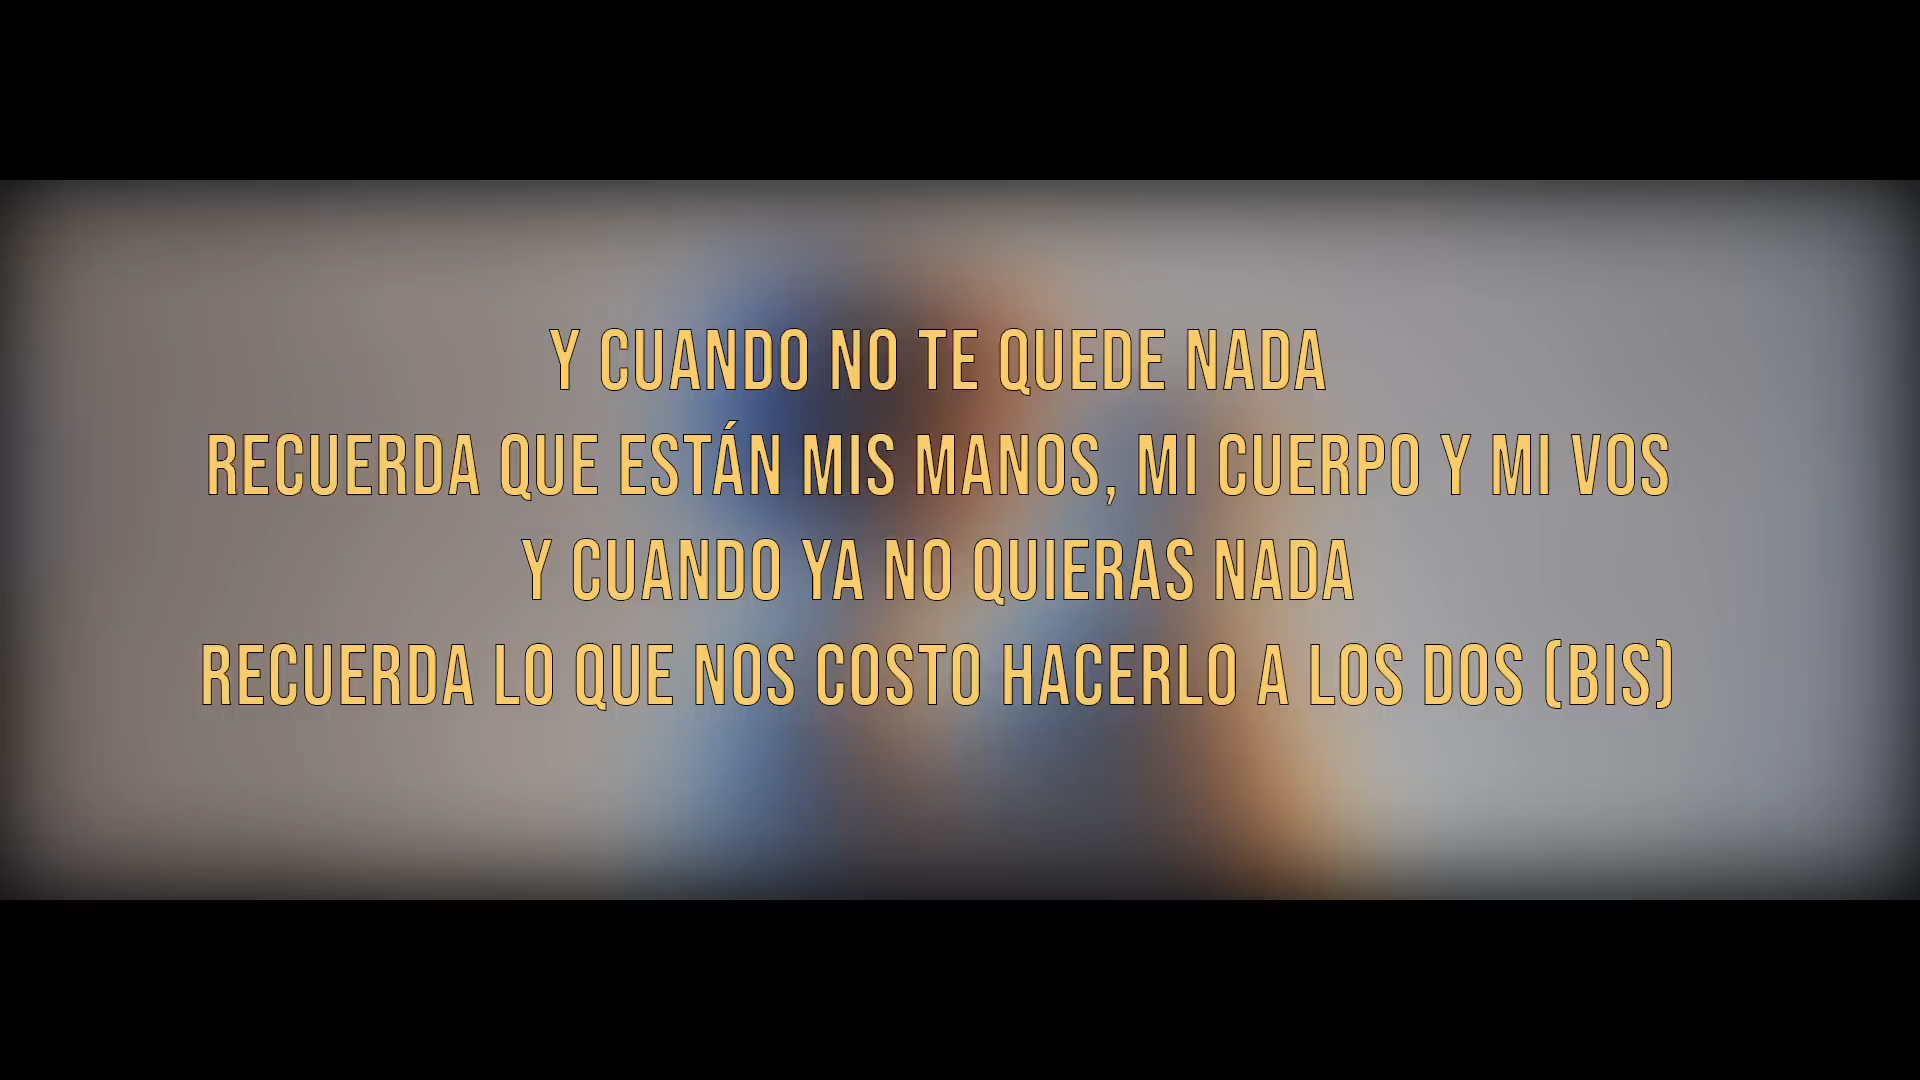 Y CUANDO NO TE QUEDE NADA
RECUERDA QUE ESTÁN MIS MANOS, MI CUERPO Y MI VOS
Y CUANDO YA NO QUIERAS NADA
RECUERDA LO QUE NOS COSTO HACERLO A LOS DOS (BIS)